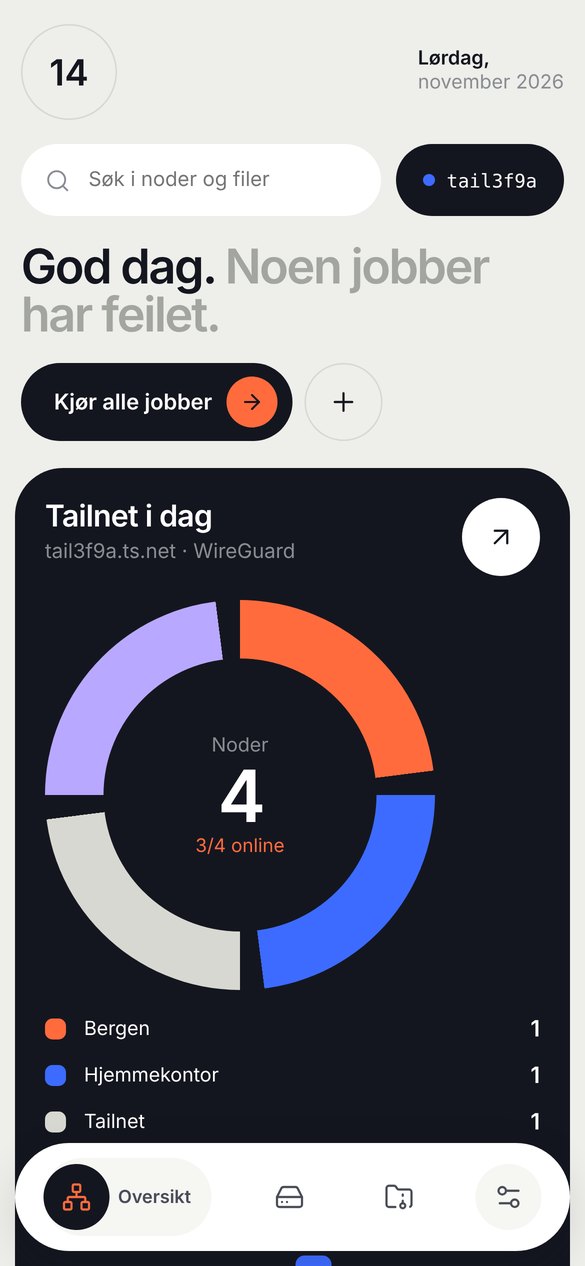 14
Lørdag,
november 2026
Søk i noder og filer
tail3f9a
God dag. Noen jobber
har feilet.
Kjør alle jobber
Tailnet i dag
tail3f9a.ts.net · WireGuard
Noder
4
3/4 online
Bergen 1
Hjemmekontor 1
Tailnet 1
Oversikt